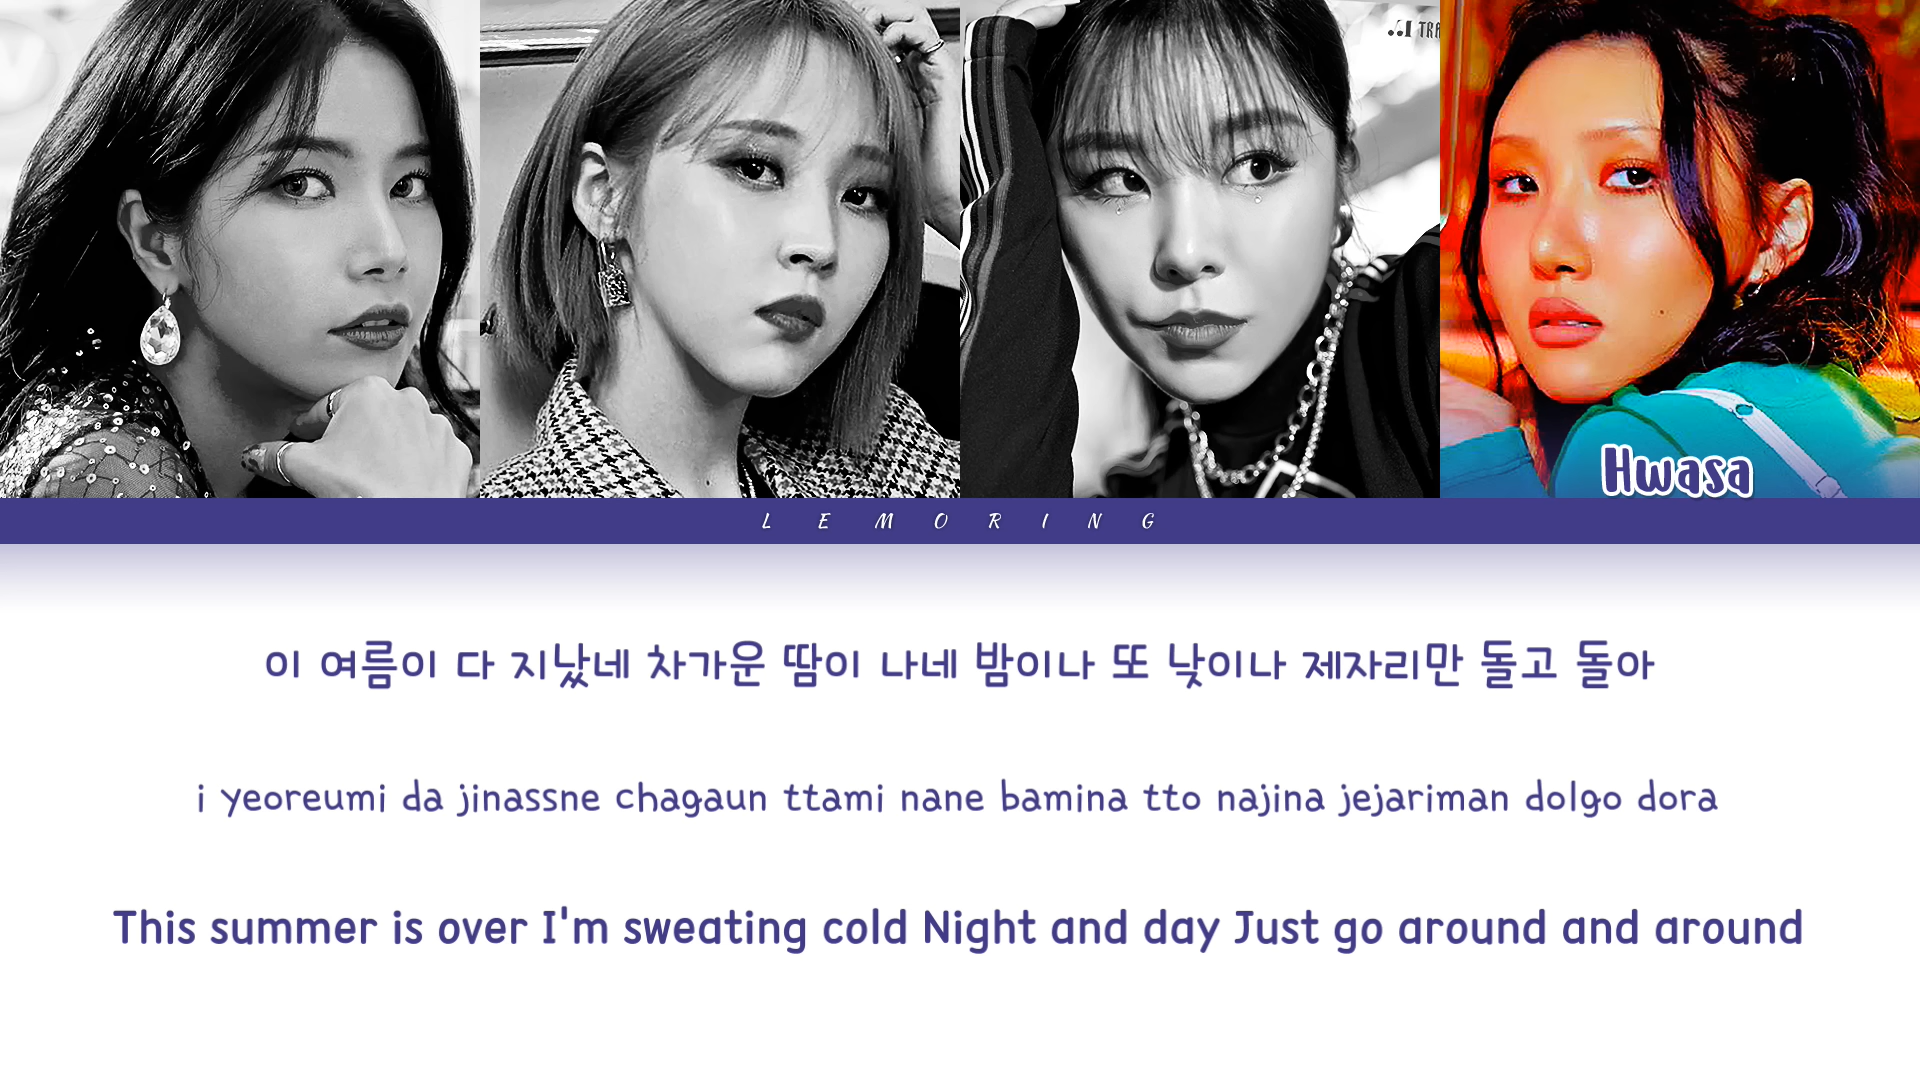 TRA
Hwasa
LEMORING
이 여름이 다 지났네 차가운 땀이 나네 밤이나 또 낮이나 제자리만 돌고 돌아
i yeoreumi da jinassne chagaun ttami nane bamina tto najina jejariman dolgo dora
This summer is over I'm sweating cold Night and day Just go around and around